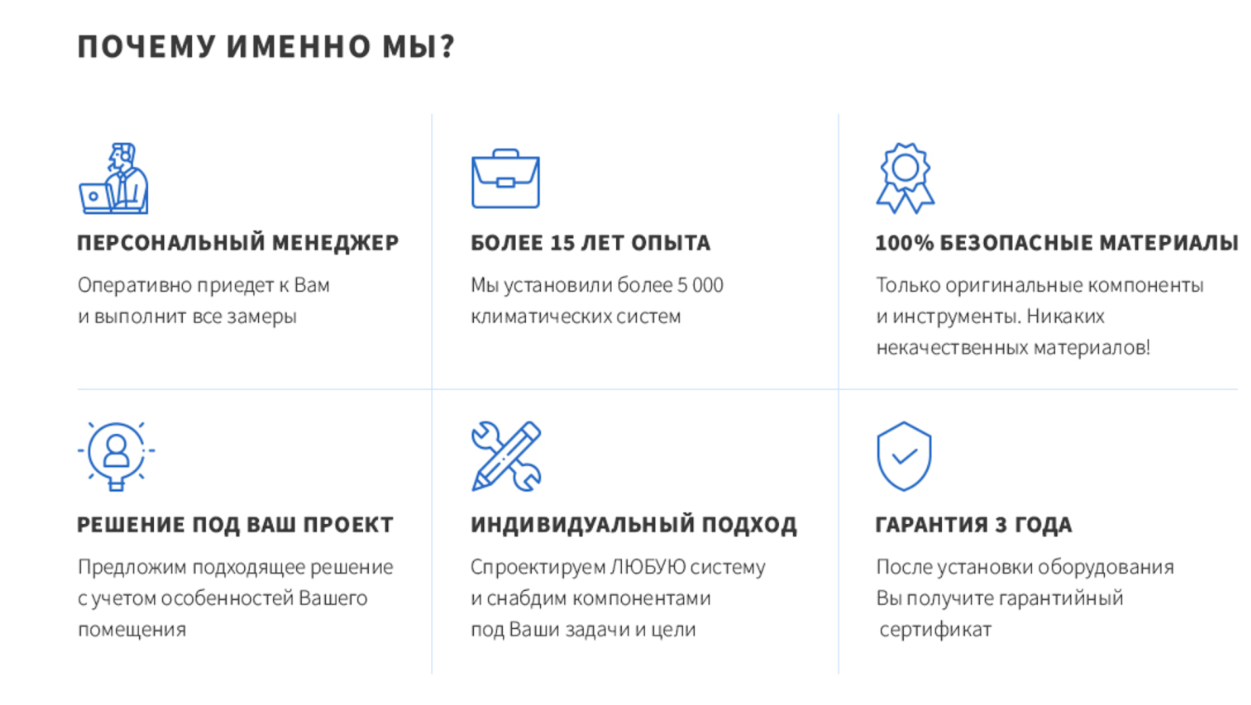 ПОЧЕМУ ИМЕННО МЫ?
ПЕРСОНАЛЬНЫЙ МЕНЕДЖЕР
Оперативно приедет к Вам
и выполнит все замеры
БОЛЕЕ 15 ЛЕТ ОПЫТА
Мы установили более 5 000
климатических систем
100% БЕЗОПАСНЫЕ МАТЕРИАЛЫ
Только оригинальные компоненты
и инструменты. Никаких
некачественных материалов!
РЕШЕНИЕ ПОД ВАШ ПРОЕКТ
Предложим подходящее решение
с учетом особенностей Вашего
помещения
ИНДИВИДУАЛЬНЫЙ ПОДХОД
Спроектируем ЛЮБУЮ систему
и снабдим компонентами
под Ваши задачи и цели
ГАРАНТИЯ 3 ГОДА
После установки оборудования
Вы получите гарантийный
сертификат